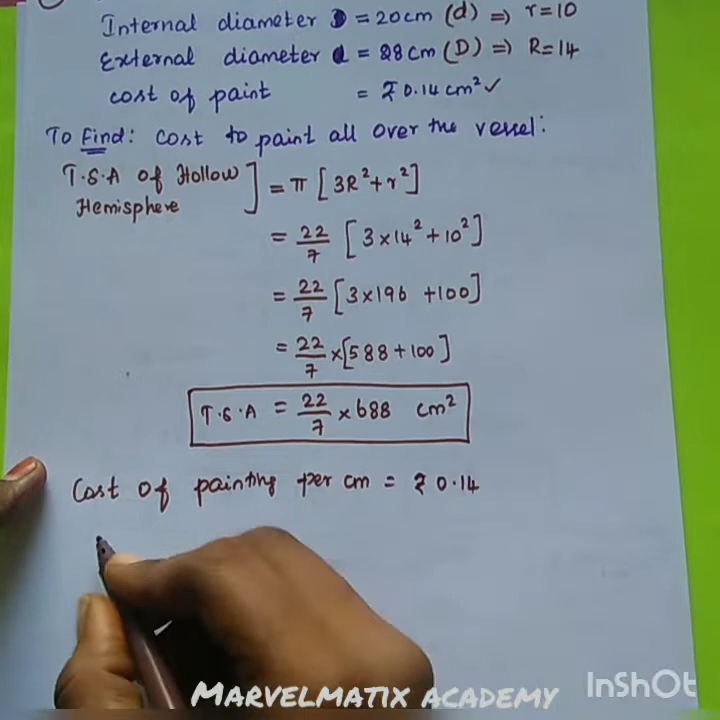 Internal diameter D = 20cm (d) ⇒ r=10
External diameter d = 28 cm (D) ⇒ R=14
cost of paint = ₹ 0.14 cm² ✓
To Find: Cost to paint all over the vessel:
T.S.A of Hollow Hemisphere ] = π [3R²+r²]
= 22/7 [3×14²+10²]
= 22/7 [3×196 +100]
= 22/7 ×[588+100]
T.S.A = 22/7 × 688 cm²
Cost of painting per cm = ₹ 0.14
MARVELMATIX ACADEMY
InShOt